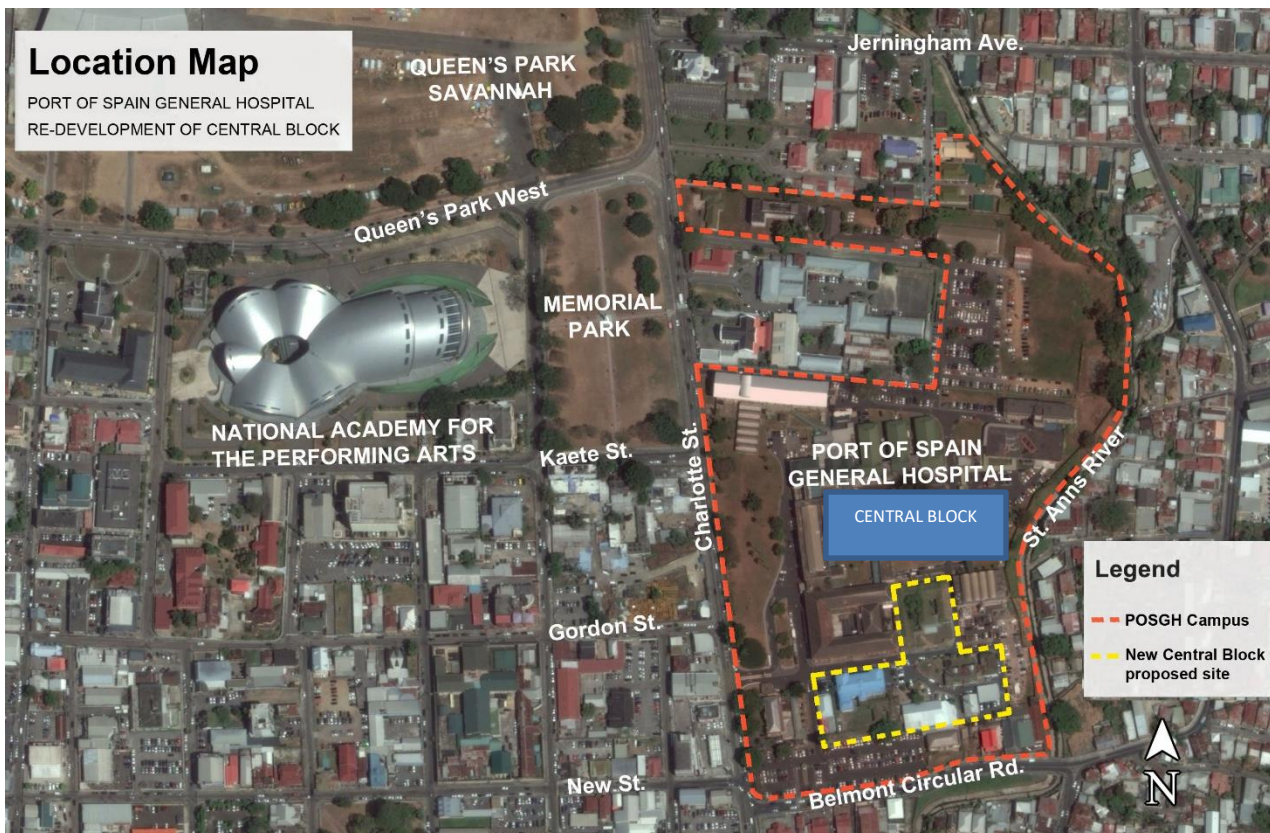 Location Map
PORT OF SPAIN GENERAL HOSPITAL
RE-DEVELOPMENT OF CENTRAL BLOCK
QUEEN'S PARK
SAVANNAH
Jerningham Ave.
Queen's Park West
MEMORIAL
PARK
NATIONAL ACADEMY FOR
THE PERFORMING ARTS
Kaete St.
Charlotte St.
PORT OF SPAIN
GENERAL HOSPITAL
CENTRAL BLOCK
St. Anns River
Gordon St.
New St.
Belmont Circular Rd.
Legend
POSGH Campus
New Central Block
proposed site
N